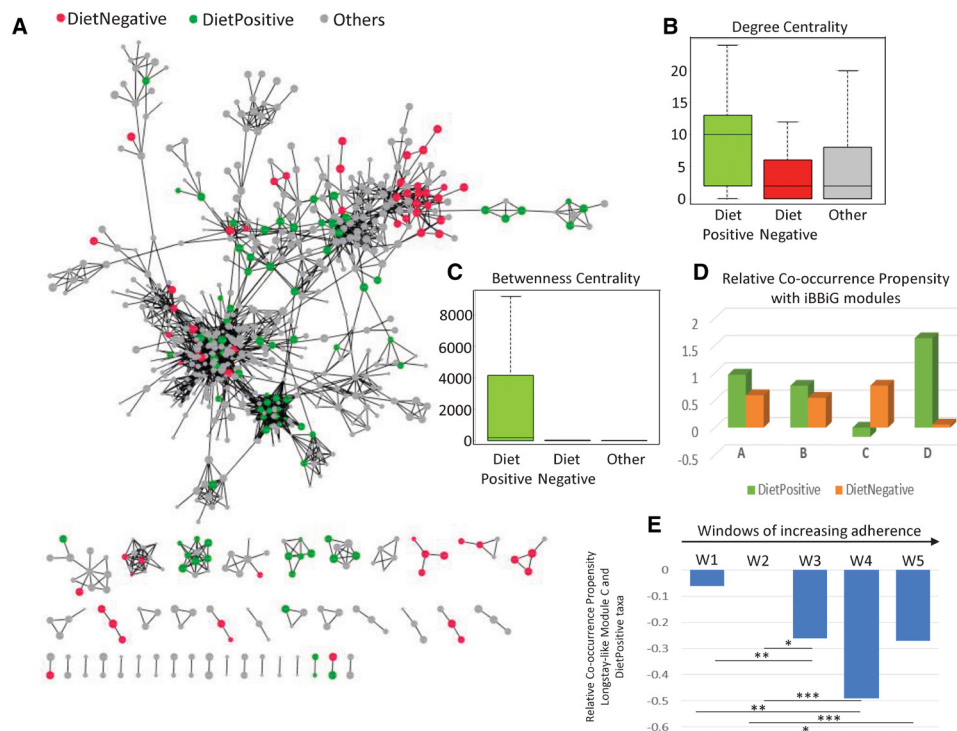 A
DietNegative
DietPositive
Others
B
Degree Centrality
20
15
10
5
0
Diet Positive
Diet Negative
Other
C
Betwenness Centrality
8000
6000
4000
2000
0
Diet Positive
Diet Negative
Other
D
Relative Co-occurrence Propensity
with iBBiG modules
2
1.5
1
0.5
0
-0.5
A B C D
DietPositive
DietNegative
E
Windows of increasing adherence
W1 W2 W3 W4 W5
Relative Co-occurrence Propensity
Longstay-like Module C and
DietPositive taxa
0
-0.1
-0.2
-0.3
-0.4
-0.5
-0.6
*
**
***
**
***
*